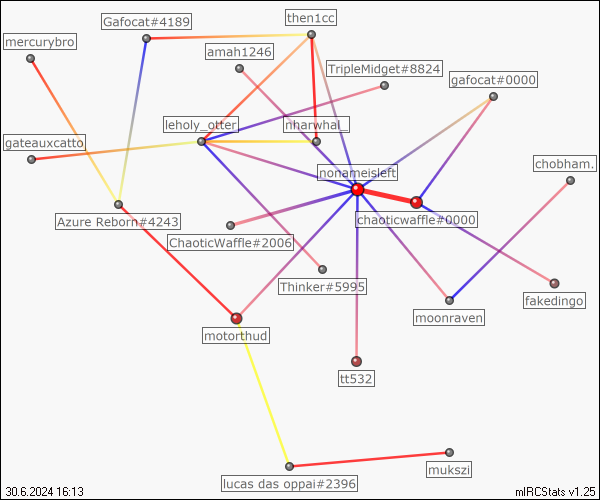 Gafocat#4189
then1cc
mercurybro
amah1246
TripleMidget#8824
gafocat#0000
gateauxcatto
leholy_otter
nharwhal_
chobham.
nonameisleft
Azure Reborn#4243
chaoticwaffle#0000
ChaoticWaffle#2006
Thinker#5995
fakedingo
moonraven
motorthud
tt532
mukszi
lucas das oppai#2396
30.6.2024 16:13
mIRCStats v1.25